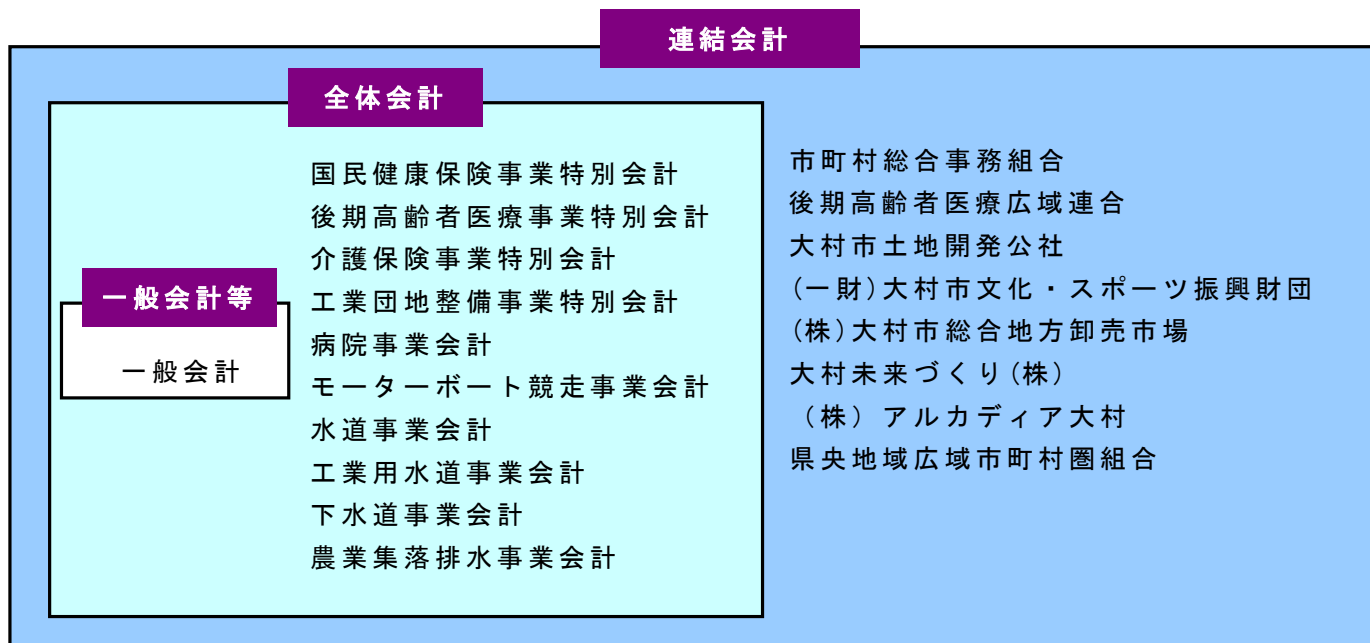 連結会計
全体会計
国民健康保険事業特別会計
後期高齢者医療事業特別会計
介護保険事業特別会計
工業団地整備事業特別会計
病院事業会計
モーターボート競走事業会計
水道事業会計
工業用水道事業会計
下水道事業会計
農業集落排水事業会計
一般会計等
一般会計
市町村総合事務組合
後期高齢者医療広域連合
大村市土地開発公社
(一財)大村市文化・スポーツ振興財団
(株)大村市総合地方卸売市場
大村未来づくり(株)
(株)アルカディア大村
県央地域広域市町村圏組合